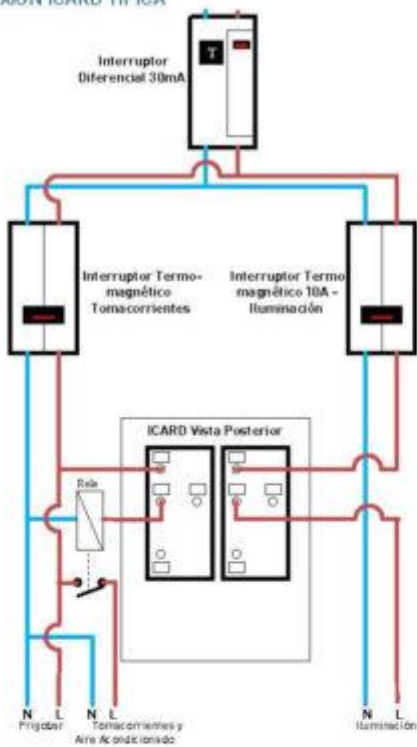 ICARD TIPICA
Interruptor
Diferencial 30mA
T
Interruptor Termo-
magnético
Tomacorrientes
Interruptor Termo
magnético 10A -
Iluminación
ICARD Vista Posterior
Rele
N L N L
Frigobar
Tomacorrientes y
Aire Acondicionado
N L
Iluminación